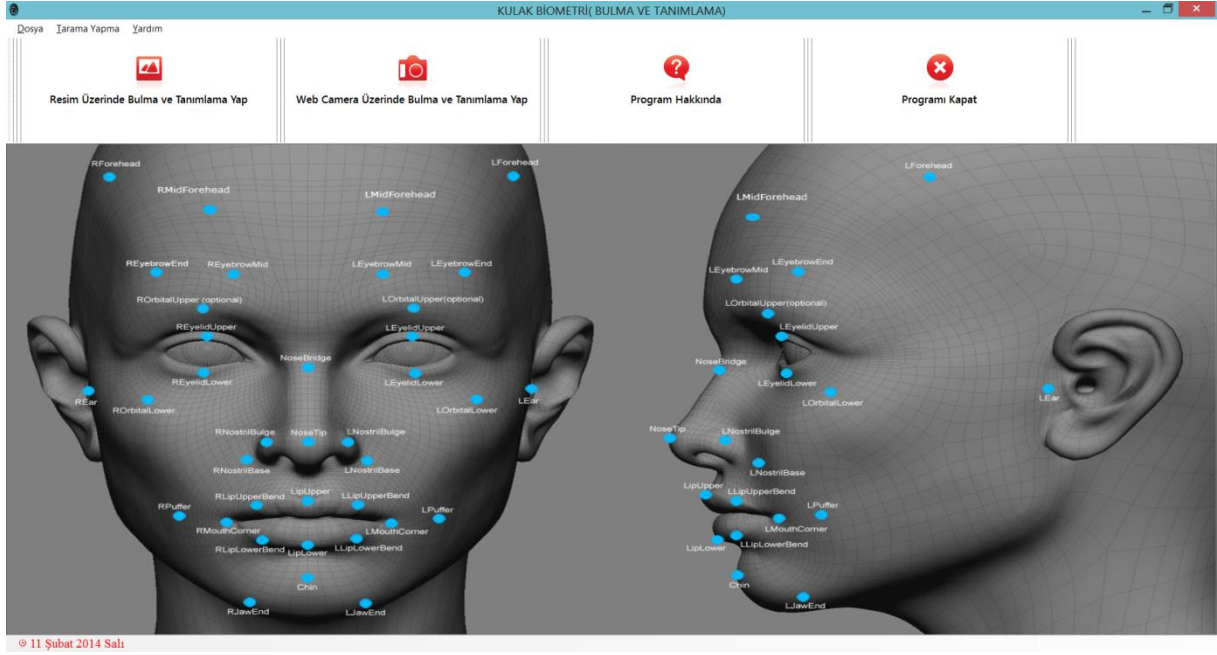 KULAK BİOMETRİ( BULMA VE TANIMLAMA)
Dosya Tarama Yapma Yardım
Resim Üzerinde Bulma ve Tanımlama Yap
Web Camera Üzerinde Bulma ve Tanımlama Yap
Program Hakkında
Programı Kapat
RForehead
LForehead
RMidForehead
LMidForehead
REyebrowEnd
REyebrowMid
LEyebrowMid
LEyebrowEnd
ROrbitalUpper (optional)
LOrbitalUpper(optional)
REyelidUpper
LEyelidUpper
NoseBridge
REyelidLower
LEyelidLower
REar
LEar
ROrbitalLower
LOrbitalLower
RNostrilBulge
NoseTip
LNostrilBulge
RNostrilBase
LNostrilBase
RLipUpperBend
LipUpper
LLipUpperBend
RPuffer
LPuffer
RMouthCorner
LMouthCorner
RLipLowerBend
LipLower
LLipLowerBend
Chin
RJawEnd
LJawEnd
LForehead
LMidForehead
LEyebrowMid
LEyebrowEnd
LOrbitalUpper(optional)
LEyelidUpper
NoseBridge
LEyelidLower
LOrbitalLower
LEar
NoseTip
LNostrilBulge
LNostrilBase
LipUpper
LLipUpperBend
LPuffer
LMouthCorner
LipLower
LLipLowerBend
Chin
LJawEnd
11 Şubat 2014 Salı